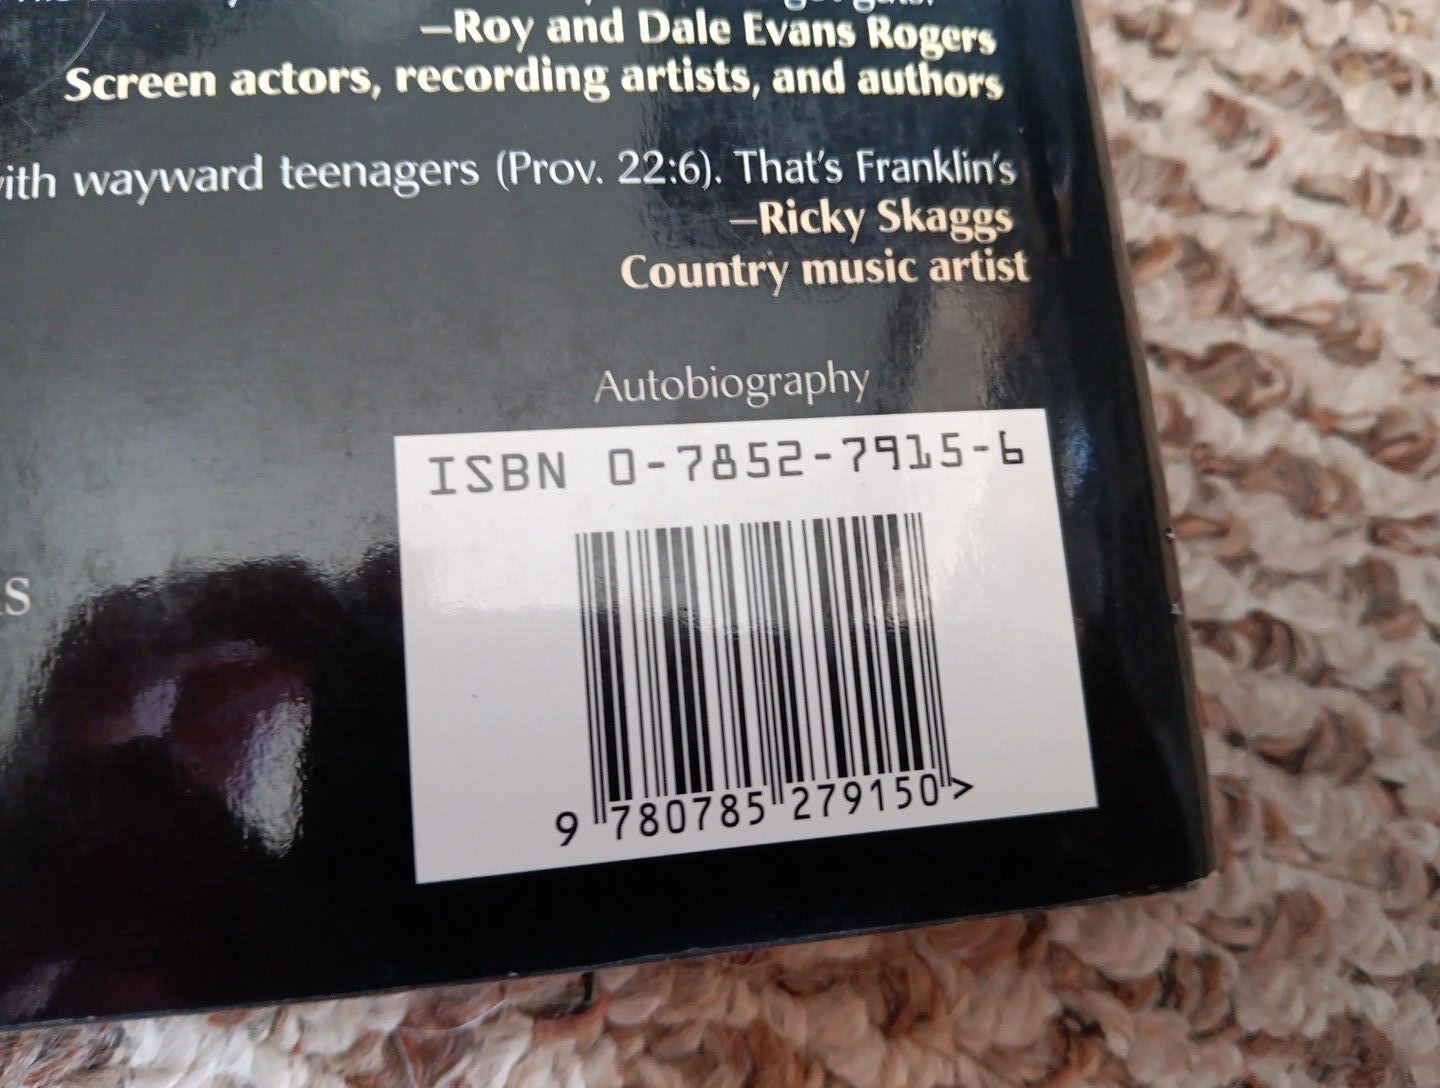 —Roy and Dale Evans Rogers
Screen actors, recording artists, and authors
with wayward teenagers (Prov. 22:6). That's Franklin's
—Ricky Skaggs
Country music artist
Autobiography
ISBN 0-7852-7915-6
9 780785 279150 >